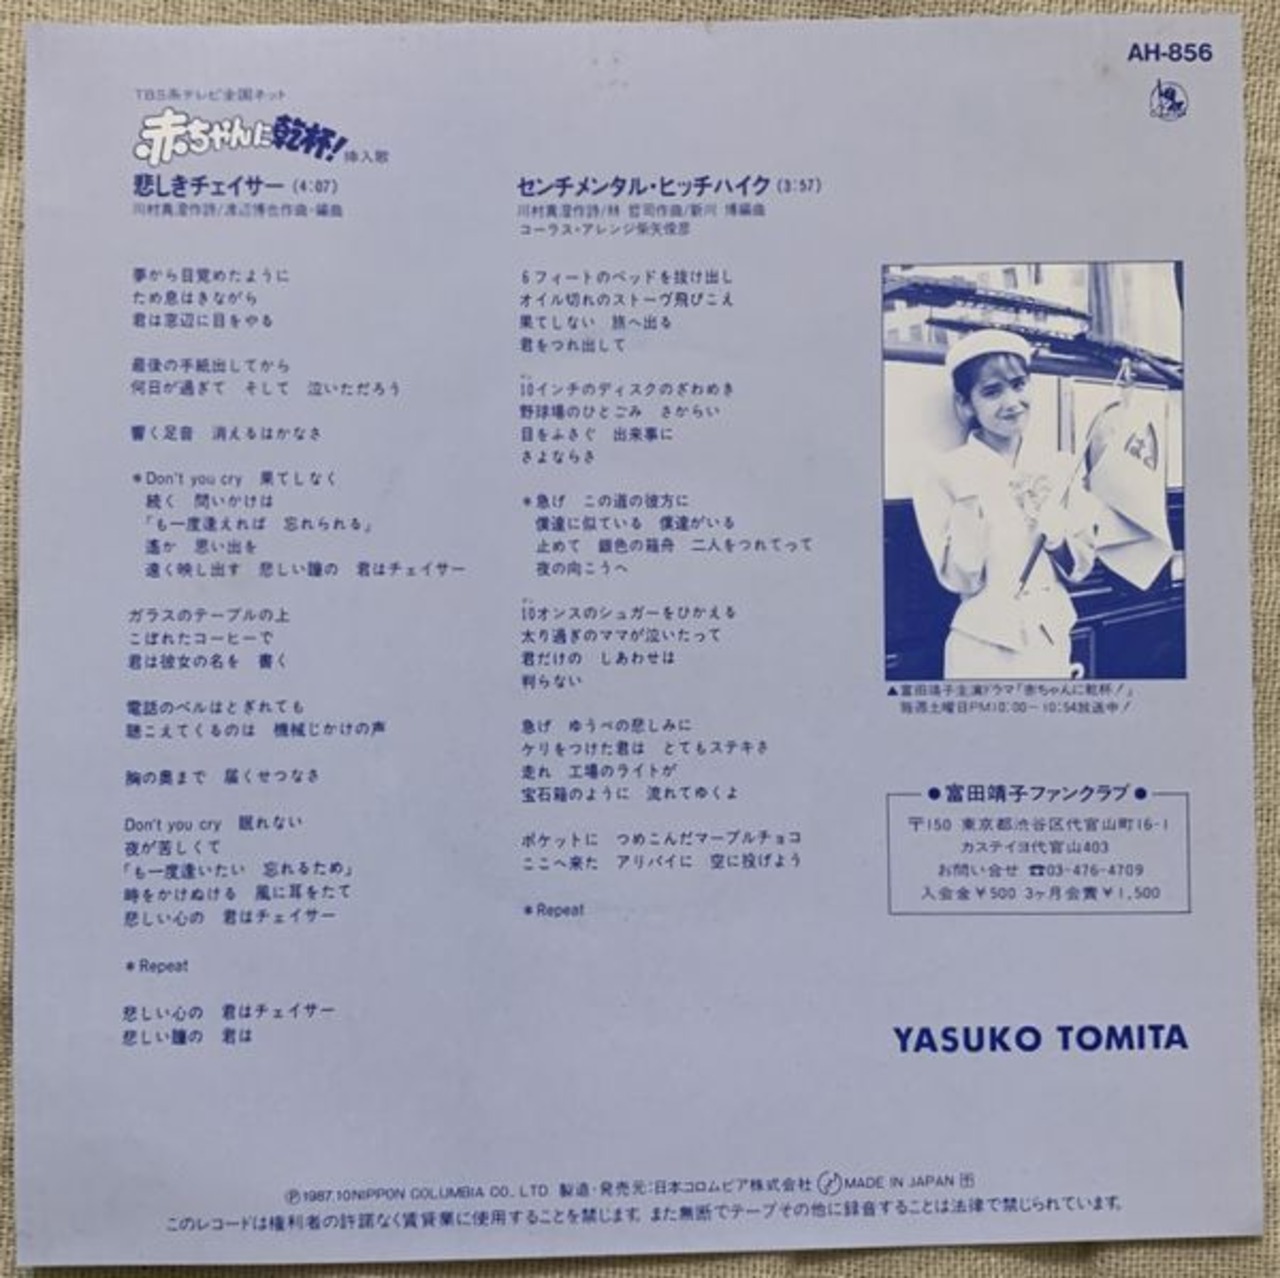 AH-856
TBS系テレビ全国ネット
赤ちゃんに乾杯! 挿入歌
悲しきチェイサー (4:07)
川村真澄作詩/渡辺博也作曲・編曲
夢から目覚めたように
ため息はきながら
君は窓辺に目をやる
最後の手紙出してから
何日が過ぎて そして 泣いただろう
響く足音 消えるはかなさ
*Don't you cry 果てしなく
続く 問いかけは
「も一度逢えれば 忘れられる」
遙か 思い出を
遠く映し出す 悲しい瞳の 君はチェイサー
ガラスのテーブルの上
こぼれたコーヒーで
君は彼女の名を 書く
電話のベルはとぎれても
聴こえてくるのは 機械じかけの声
胸の奥まで 届くせつなさ
Don't you cry 眠れない
夜が苦しくて
「も一度逢いたい 忘れるため」
時をかけぬける 風に耳をたて
悲しい心の 君はチェイサー
*Repeat
悲しい心の 君はチェイサー
悲しい瞳の 君は
センチメンタル・ヒッチハイク (3:57)
川村真澄作詩/林 哲司作曲/新川 博編曲
コーラス・アレンジ柴矢俊彦
6フィートのベッドを抜け出し
オイル切れのストーヴ飛びこえ
果てしない 旅へ出る
君をつれ出して
10インチのディスクのざわめき
野球場のひとごみ さからい
目をふさぐ 出来事に
さよならさ
*急げ この道の彼方に
僕達に似ている 僕達がいる
止めて 銀色の箱舟 二人をつれてって
夜の向こうへ
10オンスのシュガーをひかえる
太り過ぎのママが泣いたって
君だけの しあわせは
判らない
急げ ゆうべの悲しみに
ケリをつけた君は とてもステキさ
走れ 工場のライトが
宝石箱のように 流れてゆくよ
ポケットに つめこんだマーブルチョコ
ここへ来た アリバイに 空に投げよう
*Repeat
▲富田靖子主演ドラマ「赤ちゃんに乾杯!」
毎週土曜日PM10:00〜10:54放送中!
●富田靖子ファンクラブ●
〒150 東京都渋谷区代官山町16-1
カステイヨ代官山403
お問い合せ ☎03-476-4709
入会金¥500 3ヶ月会費¥1,500
YASUKO TOMITA
Ⓟ1987.10 NIPPON COLUMBIA CO., LTD. 製造・発売元:日本コロムビア株式会社 MADE IN JAPAN
このレコードは権利者の許諾なく賃貸業に使用することを禁じます。また無断でテープその他に録音することは法律で禁じられています。